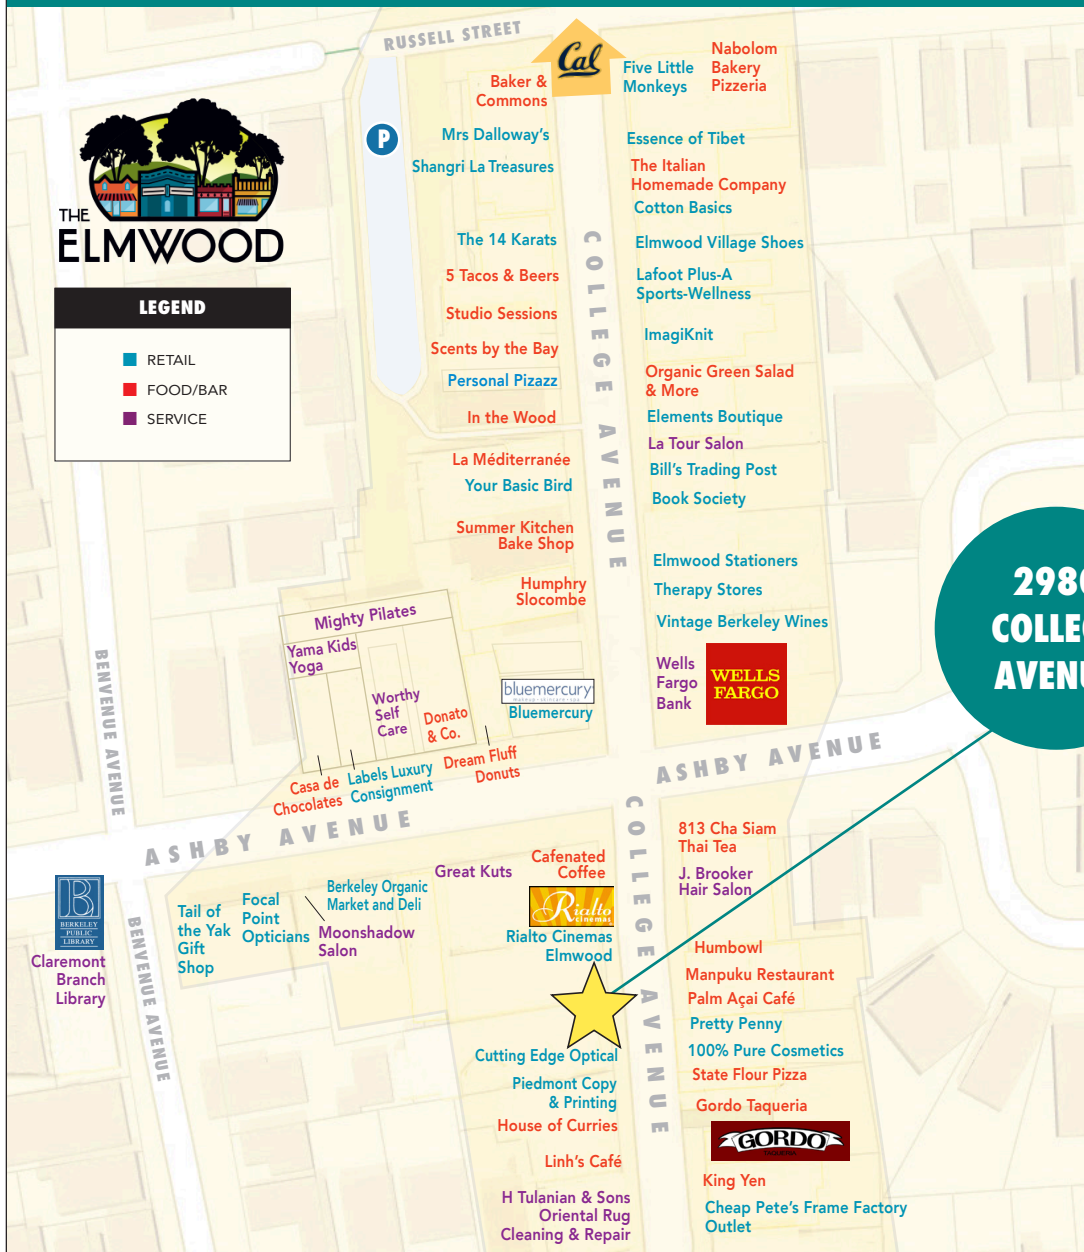 RUSSELL STREET
Cal
Nabolom
Bakery
Pizzeria
Five Little
Monkeys
Baker &
Commons
P
Mrs Dalloway's
Essence of Tibet
Shangri La Treasures
The Italian
Homemade Company
Cotton Basics
THE
ELMWOOD
The 14 Karats
Elmwood Village Shoes
COLLEGE AVENUE
5 Tacos & Beers
Lafoot Plus-A
Sports-Wellness
LEGEND
RETAIL
FOOD/BAR
SERVICE
Studio Sessions
ImagiKnit
Scents by the Bay
Personal Pizazz
Organic Green Salad
& More
In the Wood
Elements Boutique
La Tour Salon
La Méditerranée
Bill's Trading Post
Your Basic Bird
Book Society
Summer Kitchen
Bake Shop
Elmwood Stationers
Humphry
Slocombe
Therapy Stores
Mighty Pilates
Vintage Berkeley Wines
Yama Kids
Yoga
Wells
Fargo
Bank
WELLS
FARGO
BENVENUE AVENUE
Worthy
Self
Care
Donato
& Co.
bluemercury
Bluemercury
Casa de
Chocolates
Labels Luxury
Consignment
Dream Fluff
Donuts
ASHBY AVENUE
ASHBY AVENUE
COLLEGE AVENUE
813 Cha Siam
Thai Tea
J. Brooker
Hair Salon
Great Kuts
Cafenated
Coffee
Rialto
cinemas
Rialto Cinemas
Elmwood
Berkeley Organic
Market and Deli
Focal
Point
Opticians
Moonshadow
Salon
Tail of
the Yak
Gift
Shop
B
BERKELEY
PUBLIC
LIBRARY
Claremont
Branch
Library
BENVENUE AVENUE
Humbowl
Manpuku Restaurant
Palm Açai Café
Pretty Penny
100% Pure Cosmetics
State Flour Pizza
Gordo Taqueria
GORDO
TAQUERIA
King Yen
Cheap Pete's Frame Factory
Outlet
Cutting Edge Optical
Piedmont Copy
& Printing
House of Curries
Linh's Café
H Tulanian & Sons
Oriental Rug
Cleaning & Repair